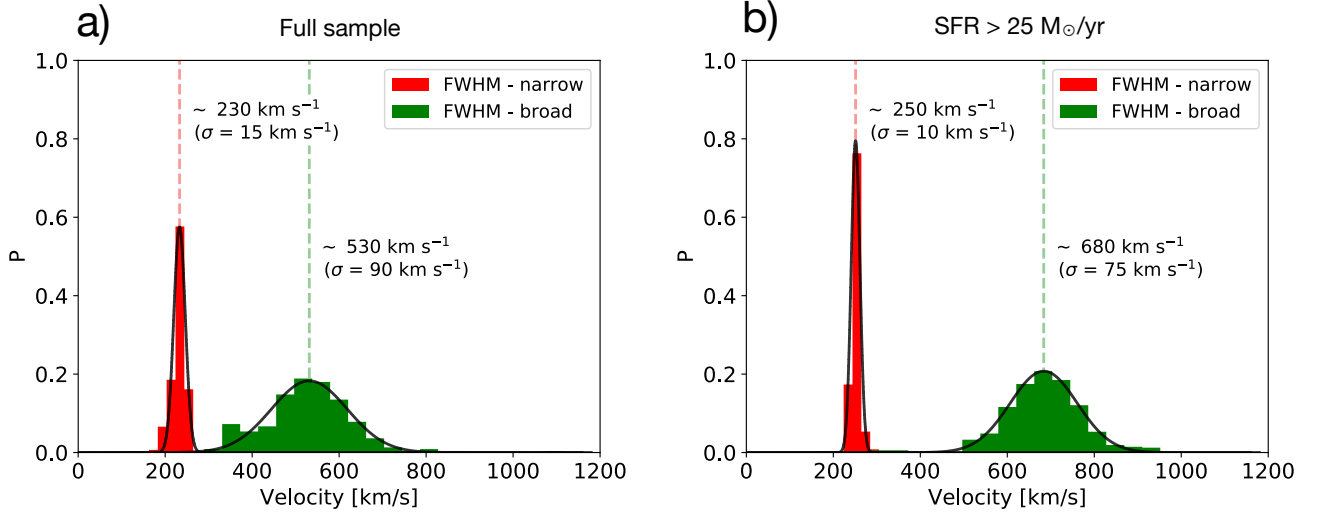 a)
Full sample
FWHM - narrow
FWHM - broad
~ 230 km s⁻¹
(σ = 15 km s⁻¹)
~ 530 km s⁻¹
(σ = 90 km s⁻¹)
P
1.0
0.8
0.6
0.4
0.2
0.0
0
200
400
600
800
1000
1200
Velocity [km/s]
b)
SFR > 25 M⊙/yr
FWHM - narrow
FWHM - broad
~ 250 km s⁻¹
(σ = 10 km s⁻¹)
~ 680 km s⁻¹
(σ = 75 km s⁻¹)
P
1.0
0.8
0.6
0.4
0.2
0.0
0
200
400
600
800
1000
1200
Velocity [km/s]